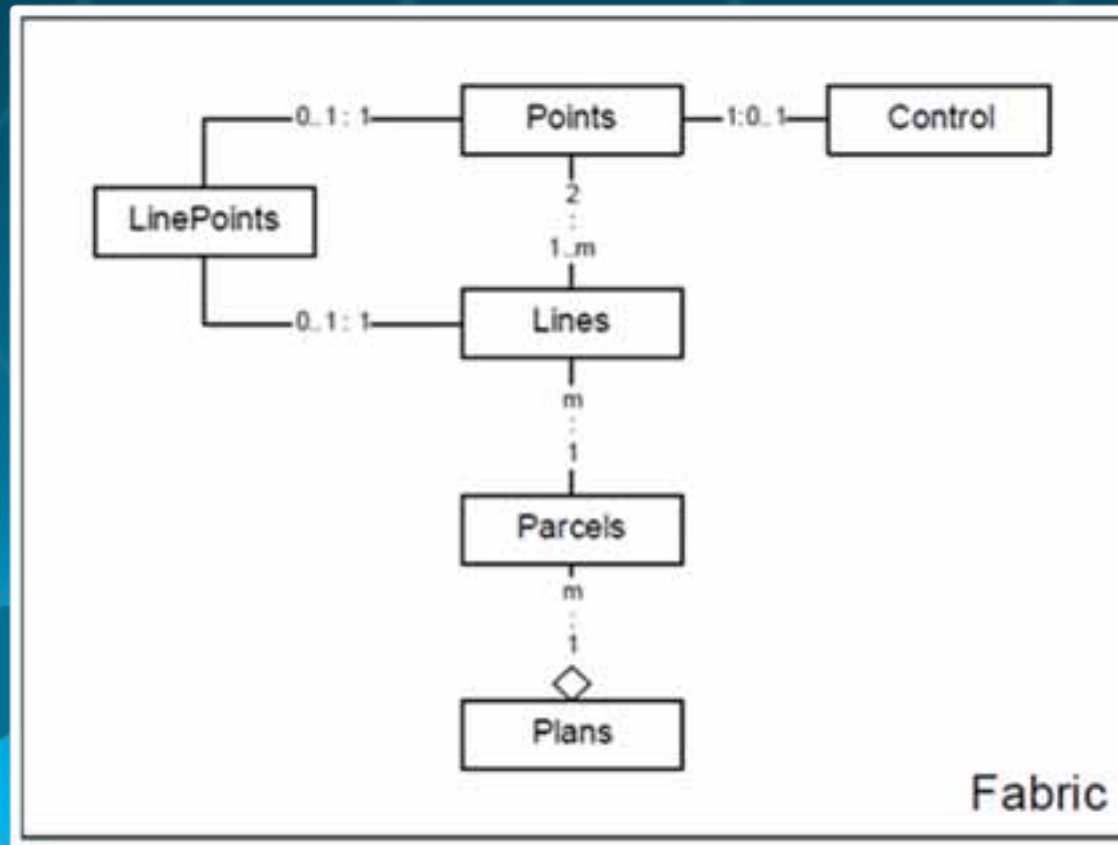 0..1 : 1
Points
1:0..1
Control
LinePoints
2
:
1..m
0..1 : 1
Lines
m
:
1
Parcels
m
:
1
Plans
Fabric